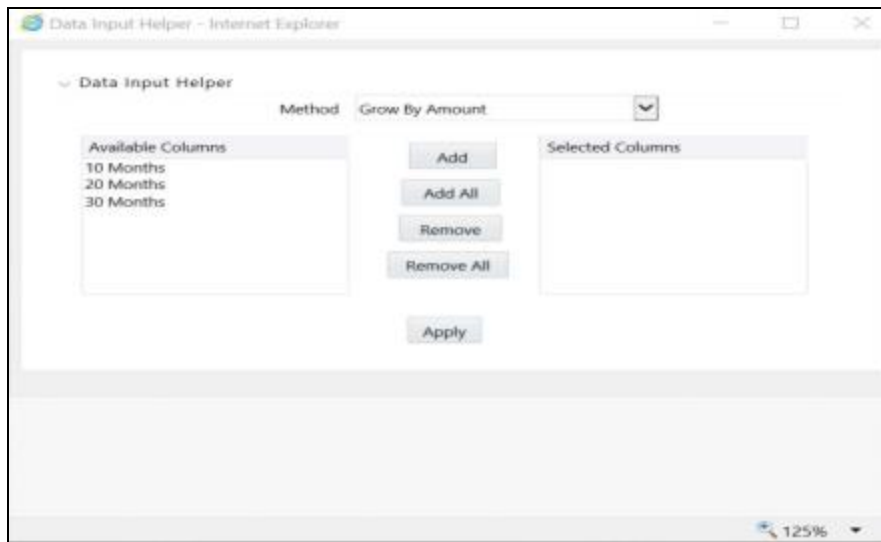 Data Input Helper - Internet Explorer
Data Input Helper
Method Grow By Amount
Available Columns
10 Months
20 Months
30 Months
Add
Add All
Remove
Remove All
Selected Columns
Apply
125%